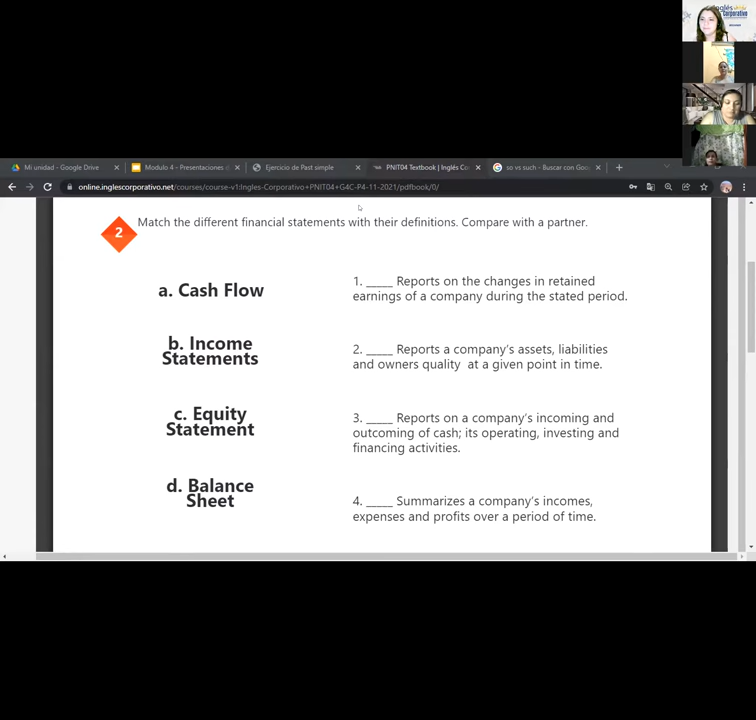 Inglés
Corporativo
Mi unidad - Google Drive
Modulo 4 - Presentaciones d
Ejercicio de Past simple
PNIT04 Textbook | Inglés Co
so vs such - Buscar con Goo
online.inglescorporativo.net/courses/course-v1:Ingles-Corporativo+PNIT04+G4C-P4-11-2021/pdfbook/0/
2
Match the different financial statements with their definitions. Compare with a partner.
a. Cash Flow
1. _____ Reports on the changes in retained
earnings of a company during the stated period.
b. Income
Statements
2. _____ Reports a company's assets, liabilities
and owners quality at a given point in time.
c. Equity
Statement
3. _____ Reports on a company's incoming and
outcoming of cash; its operating, investing and
financing activities.
d. Balance
Sheet
4. _____ Summarizes a company's incomes,
expenses and profits over a period of time.